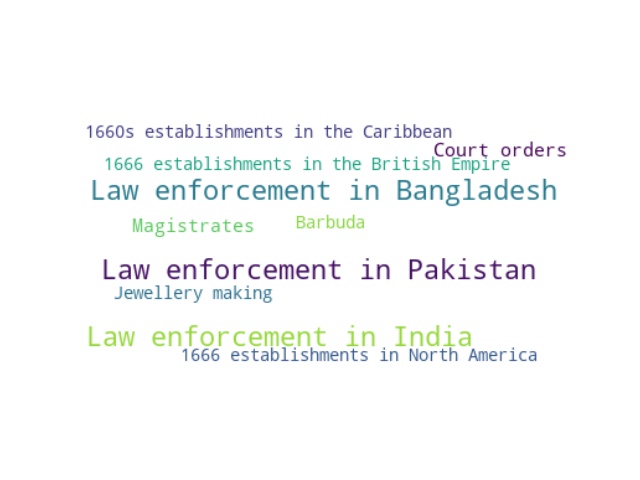 1660s establishments in the Caribbean
Court orders
1666 establishments in the British Empire
Law enforcement in Bangladesh
Magistrates
Barbuda
Law enforcement in Pakistan
Jewellery making
Law enforcement in India
1666 establishments in North America